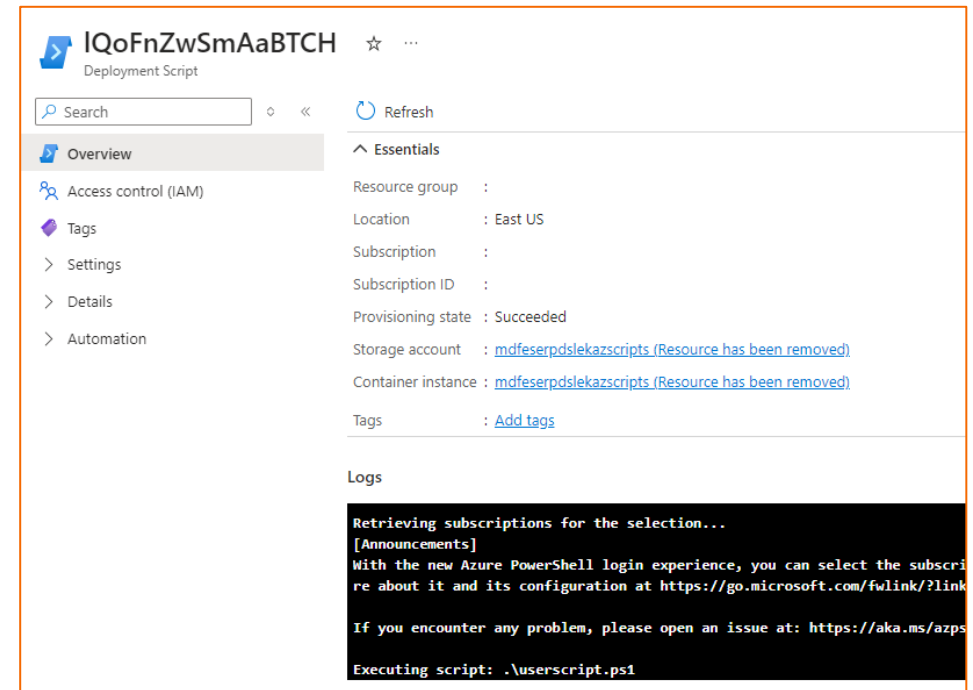 lQoFnZwSmAaBTCH
Deployment Script
Search
Refresh
Overview
Access control (IAM)
Tags
Settings
Details
Automation
Essentials
Resource group :
Location : East US
Subscription :
Subscription ID :
Provisioning state : Succeeded
Storage account : mdfeserpdslekazscripts (Resource has been removed)
Container instance : mdfeserpdslekazscripts (Resource has been removed)
Tags : Add tags
Logs
Retrieving subscriptions for the selection...
[Announcements]
With the new Azure PowerShell login experience, you can select the subscri
re about it and its configuration at https://go.microsoft.com/fwlink/?link
If you encounter any problem, please open an issue at: https://aka.ms/azps
Executing script: .\userscript.ps1